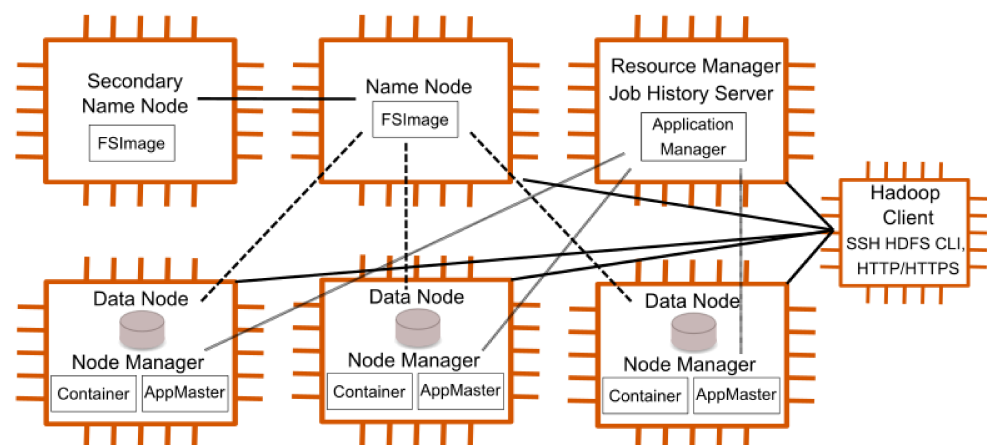 Secondary
Name Node
FSImage
Name Node
FSImage
Resource Manager
Job History Server
Application
Manager
Hadoop
Client
SSH HDFS CLI,
HTTP/HTTPS
Data Node
Node Manager
Container
AppMaster
Data Node
Node Manager
Container
AppMaster
Data Node
Node Manager
Container
AppMaster